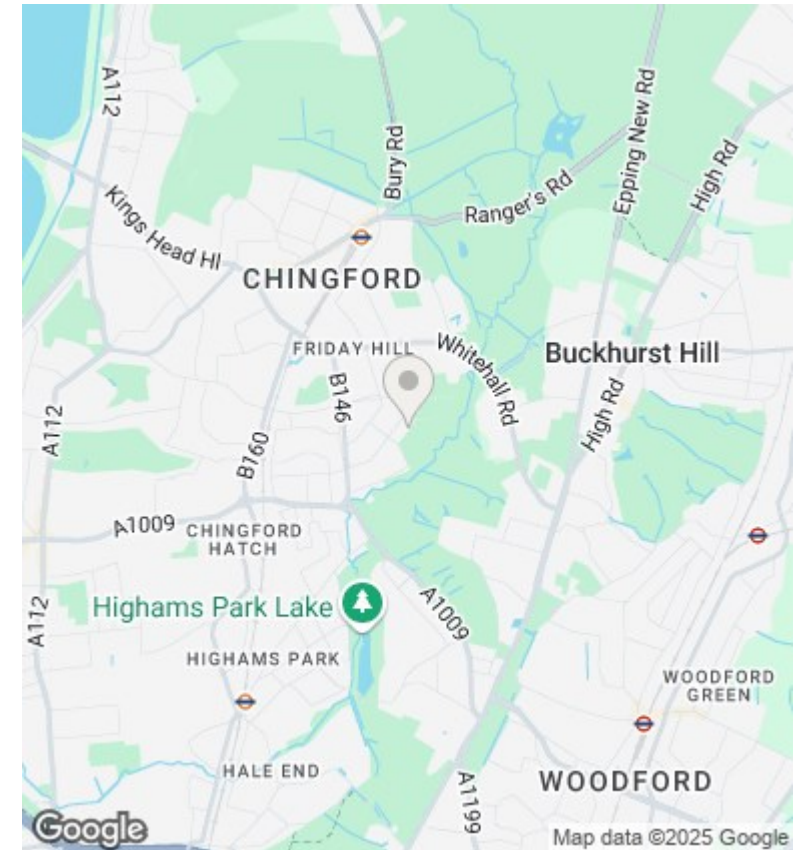 A112
Bury Rd
Epping New Rd
High Rd
Ranger's Rd
Kings Head Hl
CHINGFORD
FRIDAY HILL
Whitehall Rd
Buckhurst Hill
B146
A112
B160
High Rd
A1009
CHINGFORD
HATCH
Highams Park Lake
A1009
A112
HIGHAMS PARK
WOODFORD
GREEN
HALE END
WOODFORD
A1199
Google
Map data ©2025 Google